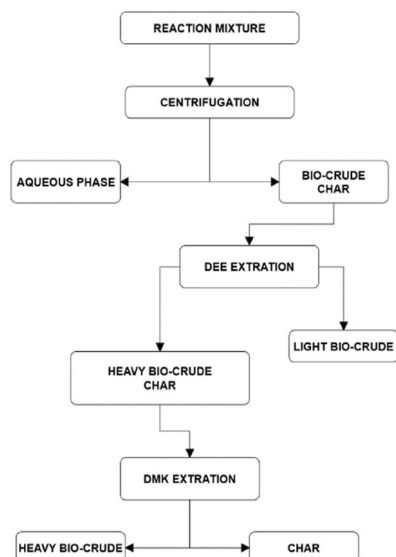 REACTION MIXTURE
CENTRIFUGATION
AQUEOUS PHASE
BIO-CRUDE
CHAR
DEE EXTRATION
LIGHT BIO-CRUDE
HEAVY BIO-CRUDE
CHAR
DMK EXTRATION
HEAVY BIO-CRUDE
CHAR